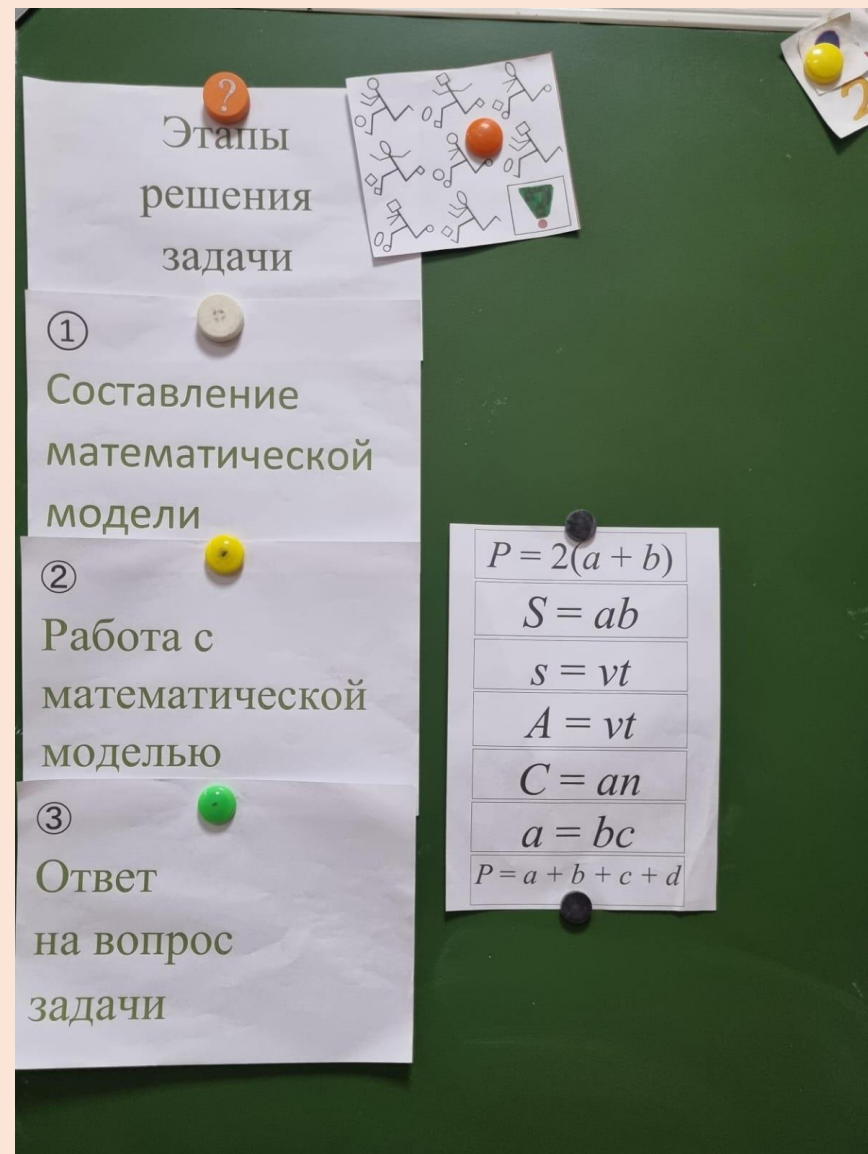 ?
Этапы
решения
задачи
①
Составление
математической
модели
②
Работа с
математической
моделью
③
Ответ
на вопрос
задачи
P = 2(a + b)
S = ab
s = vt
A = vt
C = an
a = bc
P = a + b + c + d
2